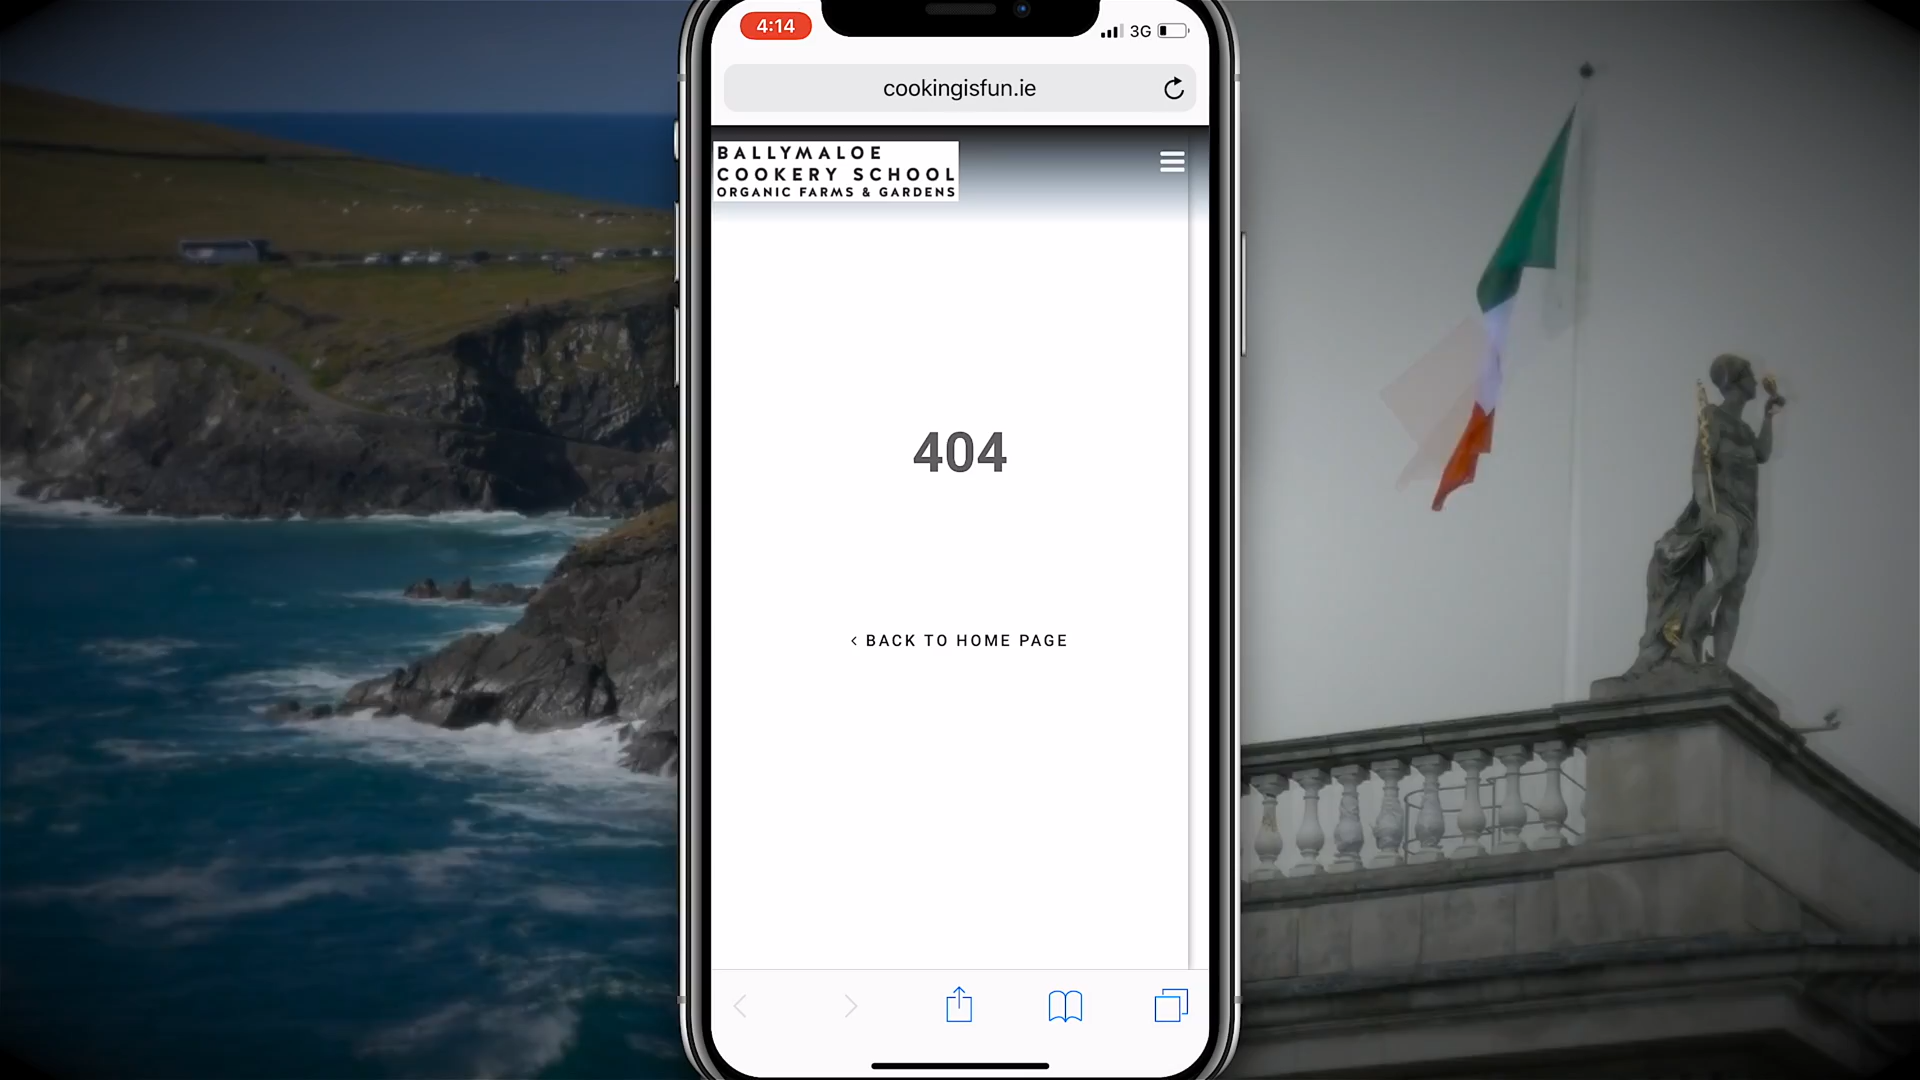 4:14
3G
cookingisfun.ie
BALLYMALOE
COOKERY SCHOOL
ORGANIC FARMS & GARDENS
404
< BACK TO HOME PAGE